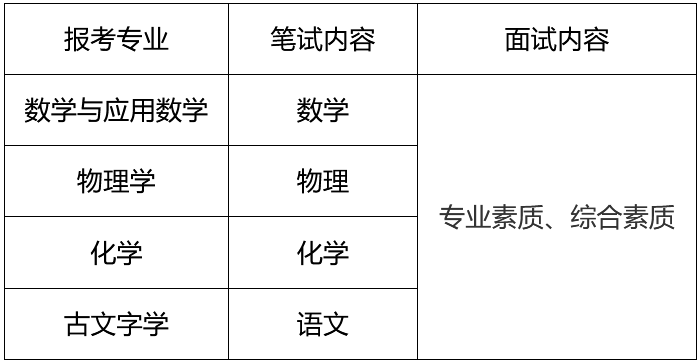 报考专业 笔试内容 面试内容
数学与应用数学 数学
物理学 物理
专业素质、综合素质
化学 化学
古文字学 语文